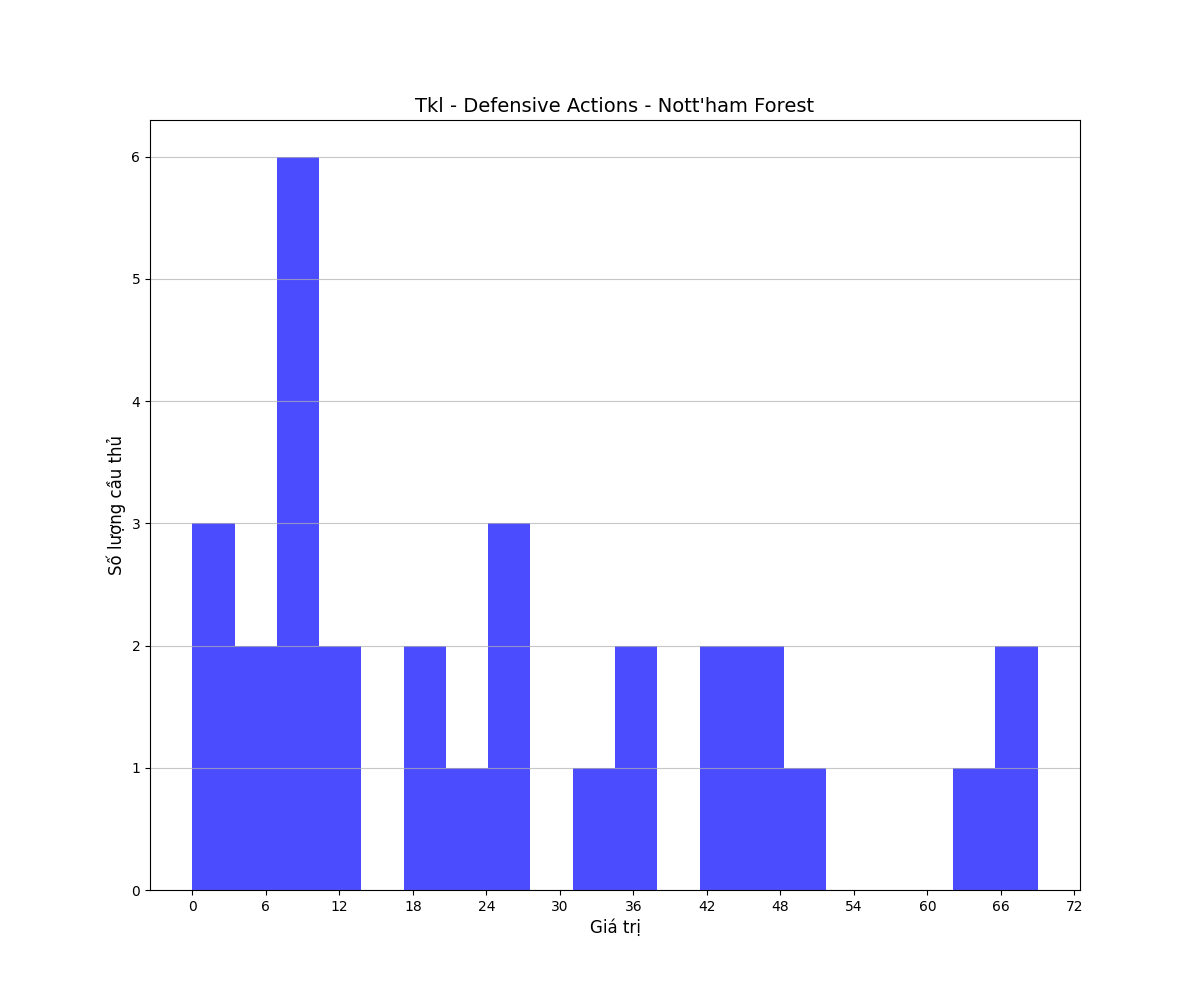 Tkl - Defensive Actions - Nott'ham Forest
6
5
4
3
2
1
0
Số lượng cầu thủ
0 6 12 18 24 30 36 42 48 54 60 66 72
Giá trị